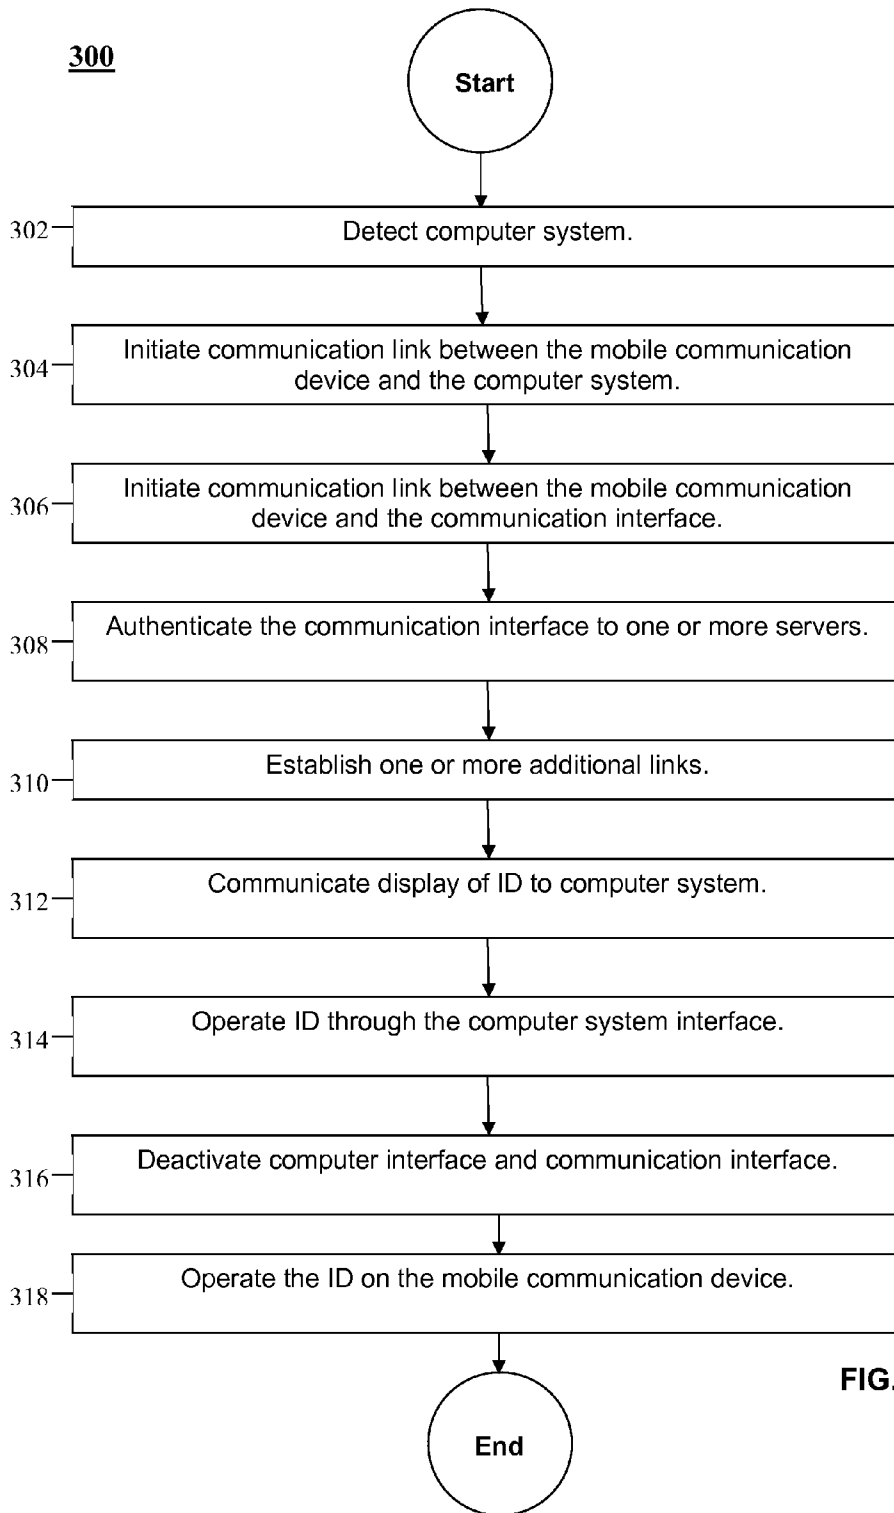 300
Start
302
Detect computer system.
304
Initiate communication link between the mobile communication
device and the computer system.
306
Initiate communication link between the mobile communication
device and the communication interface.
308
Authenticate the communication interface to one or more servers.
310
Establish one or more additional links.
312
Communicate display of ID to computer system.
314
Operate ID through the computer system interface.
316
Deactivate computer interface and communication interface.
318
Operate the ID on the mobile communication device.
FIG.
End